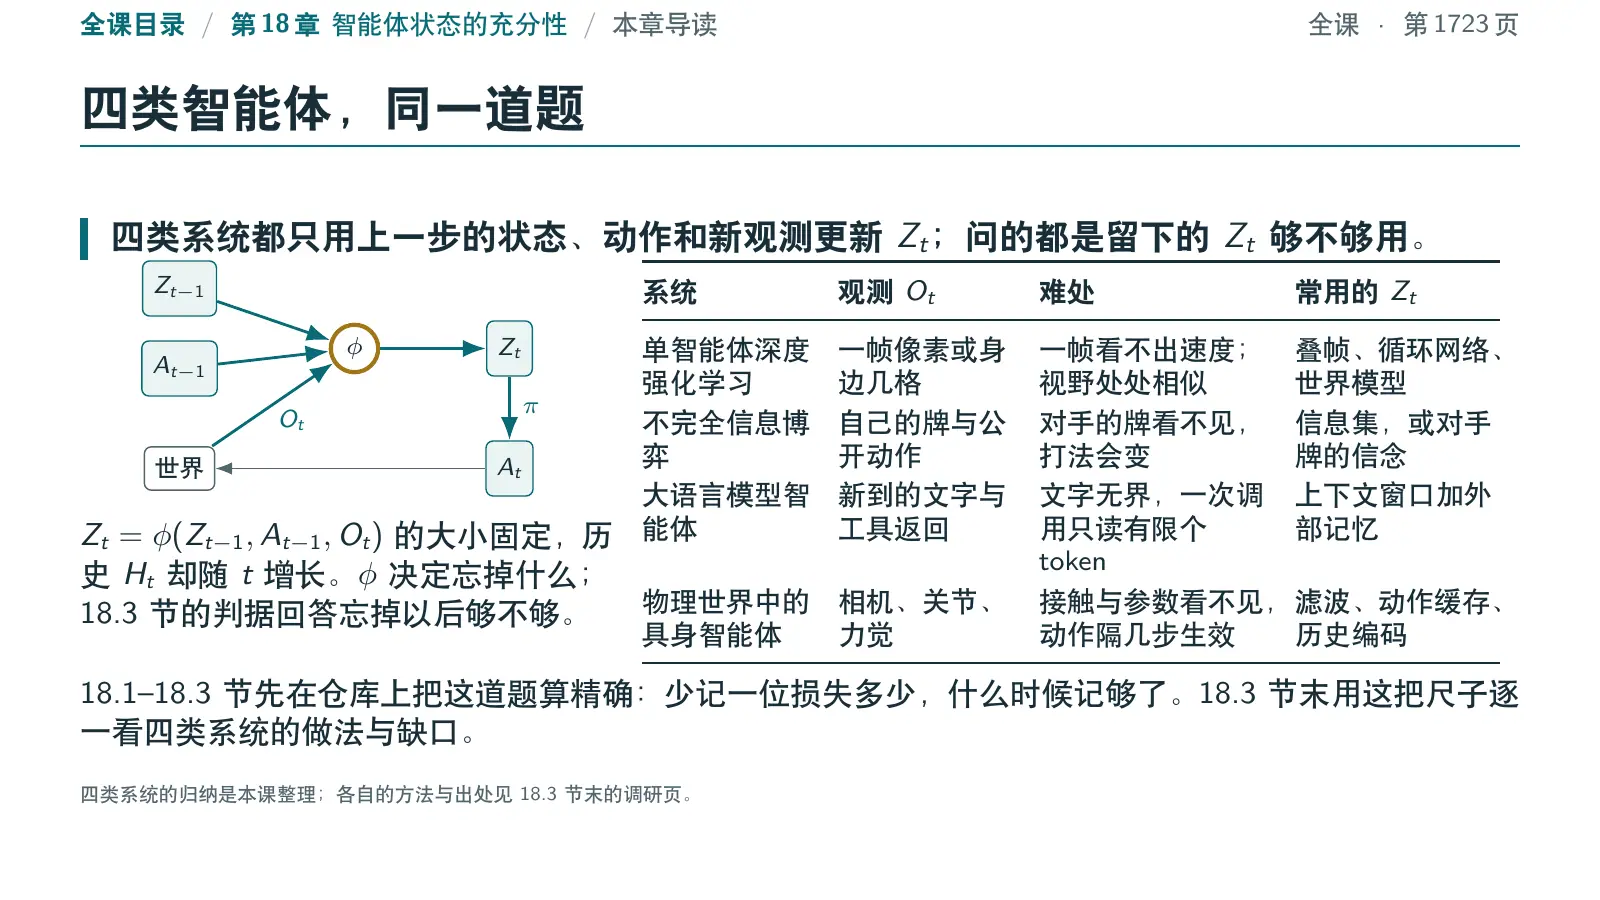 全课目录 / 第 18 章 智能体状态的充分性 / 本章导读
全课 · 第 1723 页
四类智能体，同一道题
四类系统都只用上一步的状态、动作和新观测更新 Z_t；问的都是留下的 Z_t 够不够用。
Z_{t−1}
A_{t−1}
ϕ
Z_t
O_t
π
世界
A_t
Z_t = ϕ(Z_{t−1}, A_{t−1}, O_t) 的大小固定，历
史 H_t 却随 t 增长。ϕ 决定忘掉什么；
18.3 节的判据回答忘掉以后够不够。
系统 观测 O_t 难处 常用的 Z_t
单智能体深度 一帧像素或身 一帧看不出速度； 叠帧、循环网络、
强化学习 边几格 视野处处相似 世界模型
不完全信息博 自己的牌与公 对手的牌看不见， 信息集，或对手
弈 开动作 打法会变 牌的信念
大语言模型智 新到的文字与 文字无界，一次调 上下文窗口加外
能体 工具返回 用只读有限个 部记忆
token
物理世界中的 相机、关节、 接触与参数看不见， 滤波、动作缓存、
具身智能体 力觉 动作隔几步生效 历史编码
18.1–18.3 节先在仓库上把这道题算精确：少记一位损失多少，什么时候记够了。18.3 节末用这把尺子逐
一看四类系统的做法与缺口。
四类系统的归纳是本课整理；各自的方法与出处见 18.3 节末的调研页。